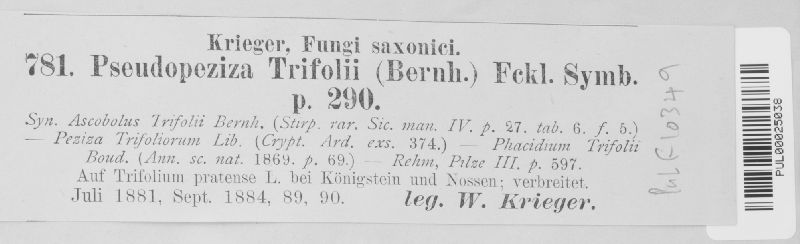 Krieger, Fungi saxonici.
781. Pseudopeziza Trifolii (Bernh.) Fckl. Symb.
p. 290.
Syn. Ascobolus Trifolii Bernh. (Stirp. rar. Sic. man. IV. p. 27. tab. 6. f. 5.)
— Peziza Trifoliorum Lib. (Crypt. Ard. exs. 374.) — Phacidium Trifolii
Boud. (Ann. sc. nat. 1869. p. 69.) — Rehm, Pilze III. p. 597.
Auf Trifolium pratense L. bei Königstein und Nossen; verbreitet.
Juli 1881, Sept. 1884, 89, 90. leg. W. Krieger.
PUL F10349
PUL00025038